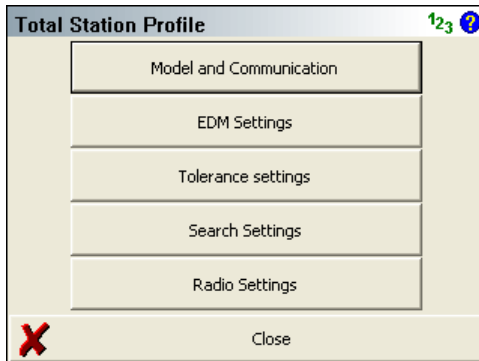 Total Station Profile 123 ?
Model and Communication
EDM Settings
Tolerance settings
Search Settings
Radio Settings
Close